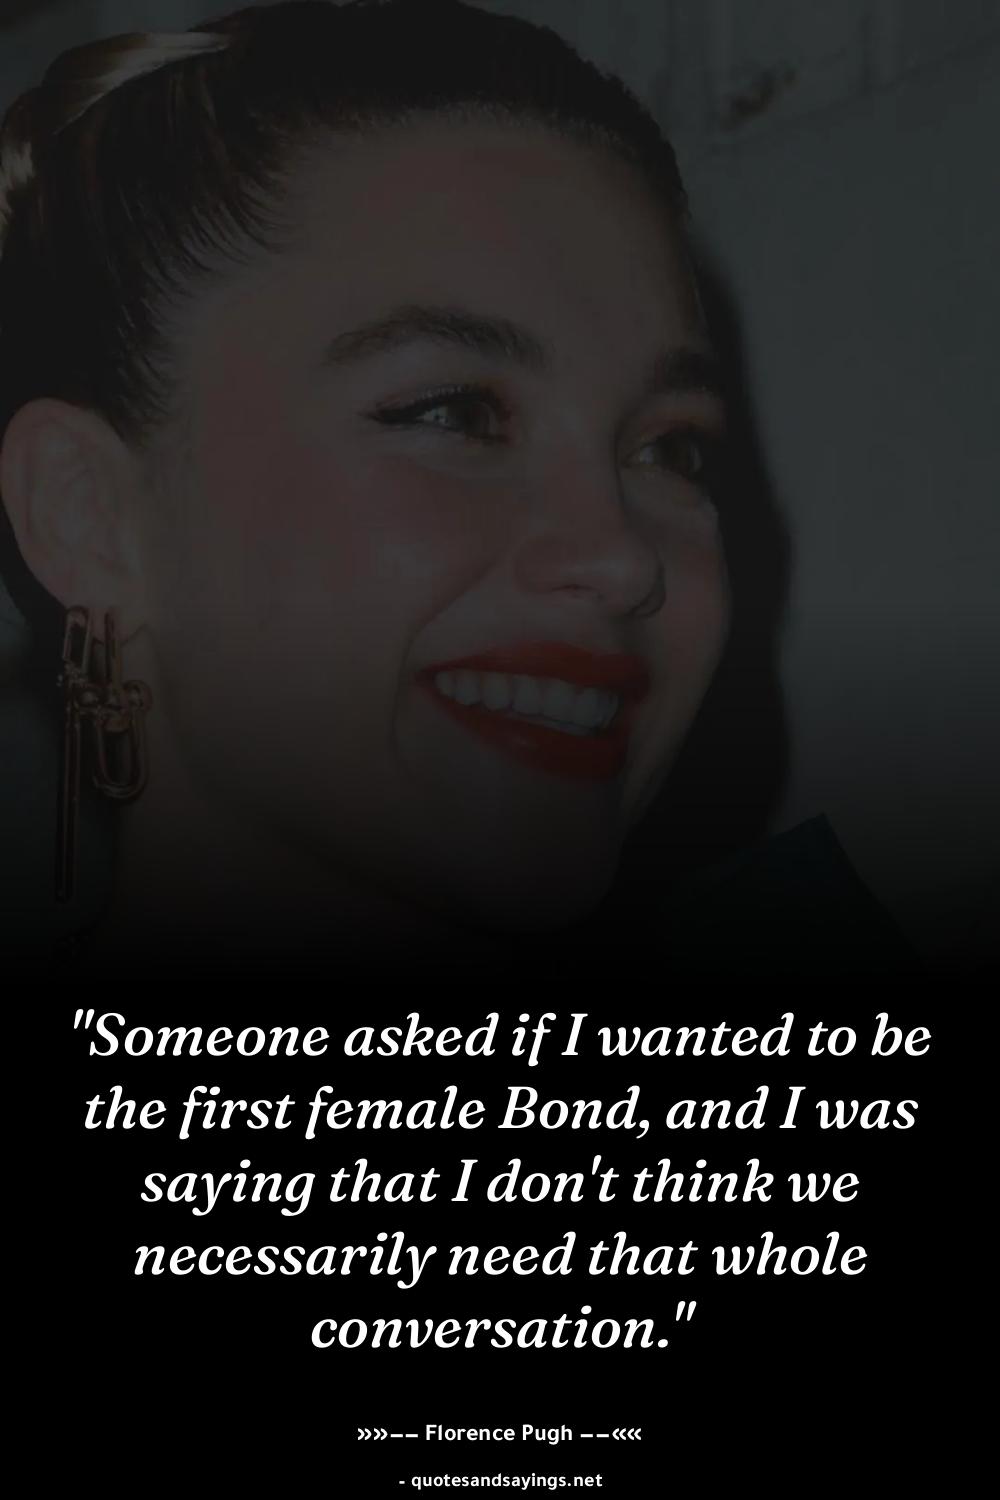 "Someone asked if I wanted to be
the first female Bond, and I was
saying that I don't think we
necessarily need that whole
conversation."
»»−− Florence Pugh −−««
- quotesandsayings.net